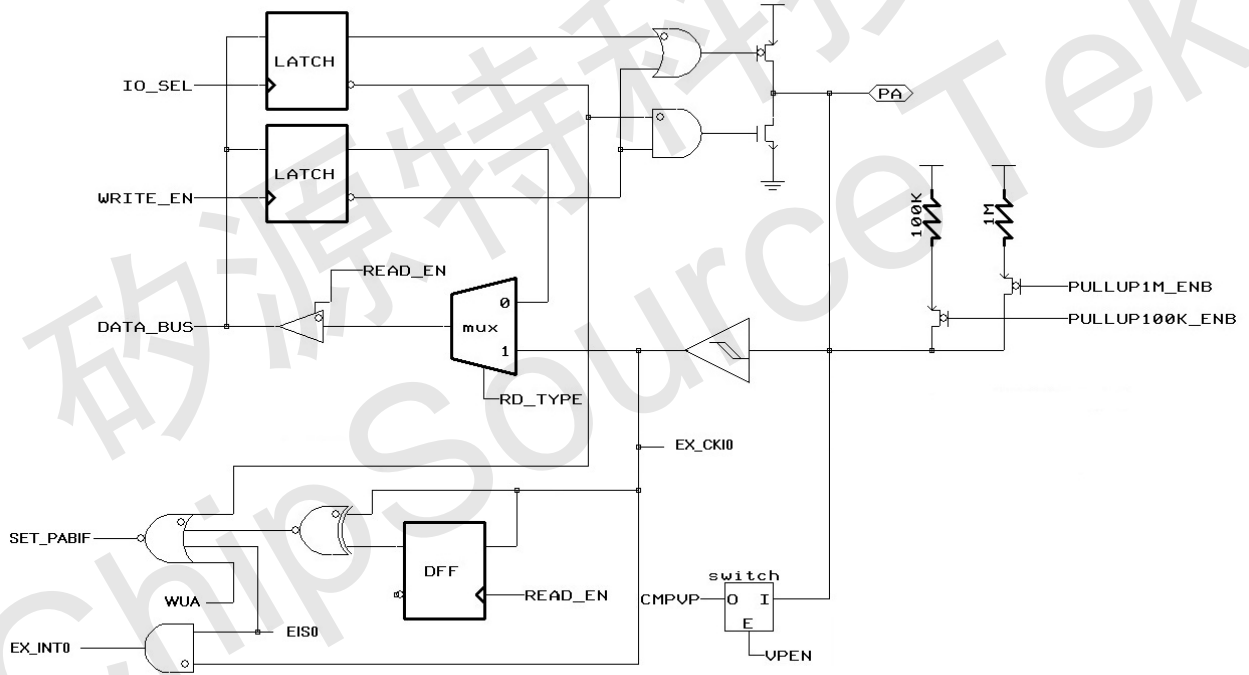 LATCH
IO_SEL
PA
LATCH
WRITE_EN
100K
1M
READ_EN
PULLUP1M_ENB
0
DATA_BUS
mux
PULLUP100K_ENB
1
RD_TYPE
EX_CKI0
SET_PABIF
DFF
switch
READ_EN
CMPVP
O I
E
WUA
EIS0
EX_INT0
VPEN
矽源特科技
ChipSourceTek